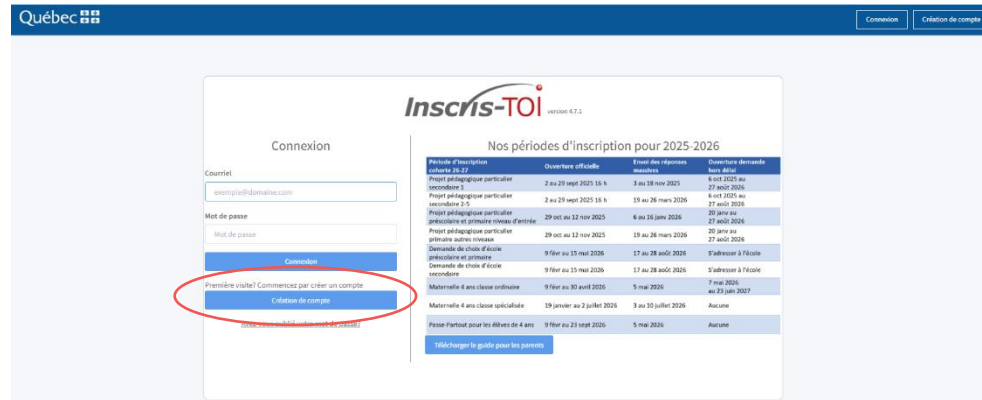 Québec
Connexion
Création de compte
Inscris-TOi version 4.7.1
Connexion
Courriel
exemple@domaine.com
Mot de passe
Mot de passe
Connexion
Première visite? Commencez par créer un compte
Création de compte
Avez-vous oublié votre mot de passe?
Nos périodes d'inscription pour 2025-2026
Période d'inscription cohorte 26-27 Ouverture officielle Envoi des réponses massives Ouverture demande hors délai
Projet pédagogique particulier secondaire 1 2 au 29 sept 2025 16 h 3 au 18 nov 2025 6 oct 2025 au 27 août 2026
Projet pédagogique particulier secondaire 2-5 2 au 29 sept 2025 16 h 19 au 26 mars 2026 6 oct 2025 au 27 août 2026
Projet pédagogique particulier préscolaire et primaire niveau d'entrée 29 oct au 12 nov 2025 6 au 16 janv 2026 20 janv au 27 août 2026
Projet pédagogique particulier primaire autres niveaux 29 oct au 12 nov 2025 19 au 26 mars 2026 20 janv au 27 août 2026
Demande de choix d'école préscolaire et primaire 9 févr au 15 mai 2026 17 au 28 août 2026 S'adresser à l'école
Demande de choix d'école secondaire 9 févr au 15 mai 2026 17 au 28 août 2026 S'adresser à l'école
Maternelle 4 ans classe ordinaire 9 févr au 30 avril 2026 5 mai 2026 7 mai 2026 au 23 juin 2027
Maternelle 4 ans classe spécialisée 19 janvier au 2 juillet 2026 3 au 10 juillet 2026 Aucune
Passe-Partout pour les élèves de 4 ans 9 févr au 23 sept 2026 5 mai 2026 Aucune
Télécharger le guide pour les parents